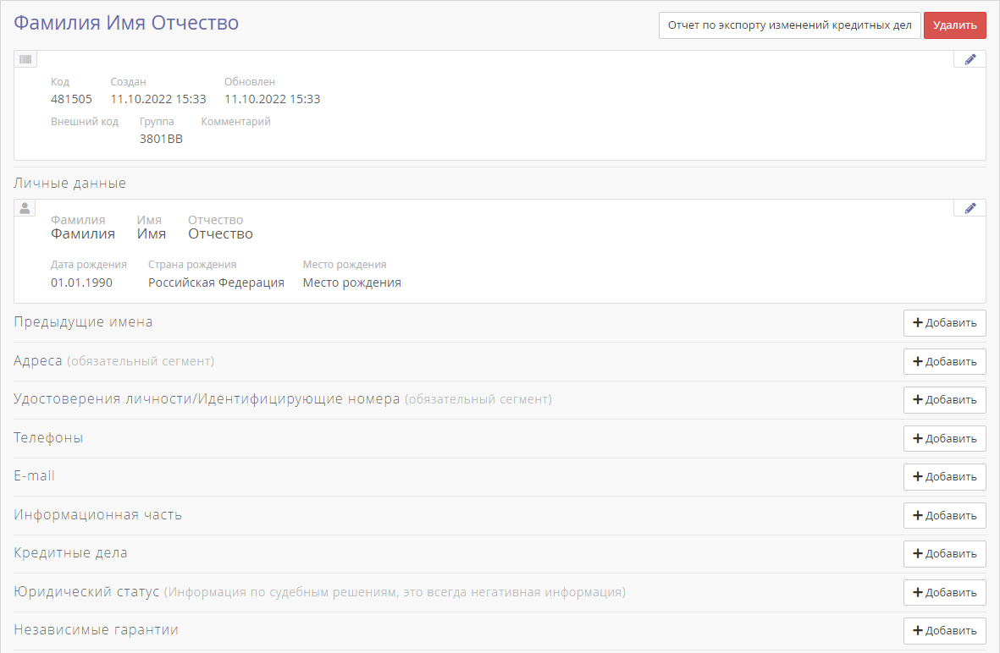 Фамилия Имя Отчество
Отчет по экспорту изменений кредитных дел Удалить
Код Создан Обновлен
481505 11.10.2022 15:33 11.10.2022 15:33
Внешний код Группа Комментарий
3801BB
Личные данные
Фамилия Имя Отчество
Фамилия Имя Отчество
Дата рождения Страна рождения Место рождения
01.01.1990 Российская Федерация Место рождения
Предыдущие имена Добавить
Адреса (обязательный сегмент) Добавить
Удостоверения личности/Идентифицирующие номера (обязательный сегмент) Добавить
Телефоны Добавить
E-mail Добавить
Информационная часть Добавить
Кредитные дела Добавить
Юридический статус (Информация по судебным решениям, это всегда негативная информация) Добавить
Независимые гарантии Добавить